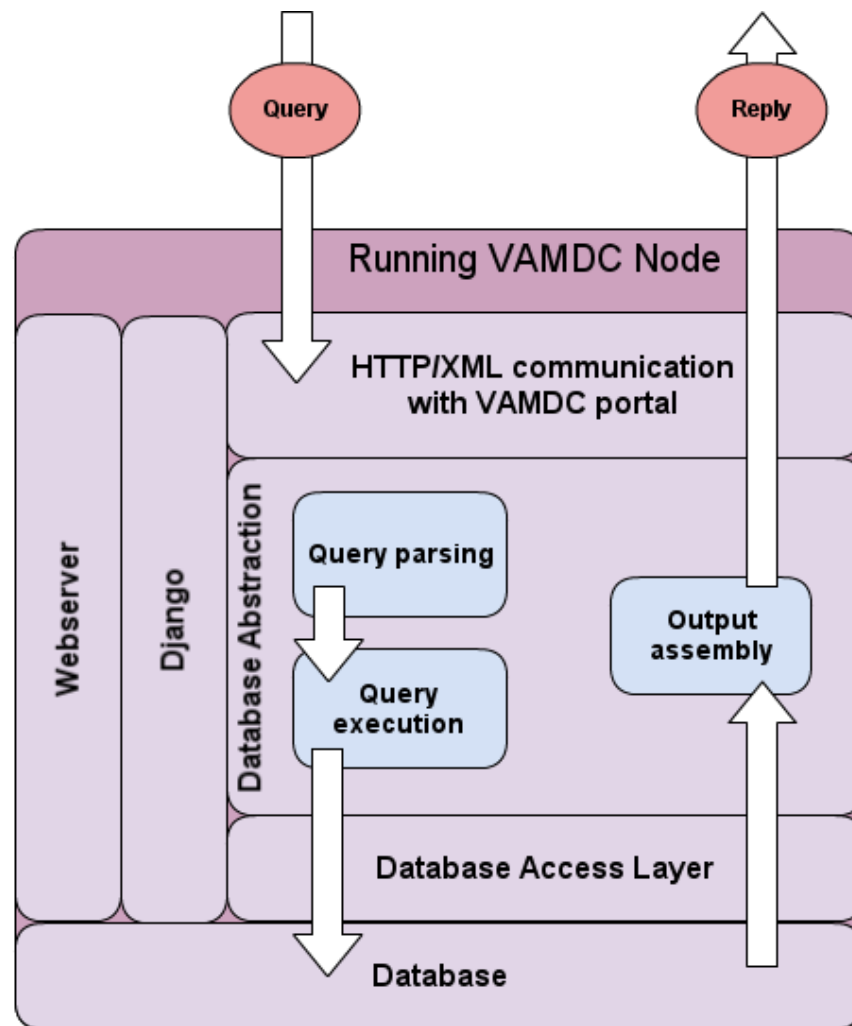 Query
Reply
Running VAMDC Node
HTTP/XML communication
with VAMDC portal
Webserver
Django
Database Abstraction
Query parsing
Query
execution
Output
assembly
Database Access Layer
Database